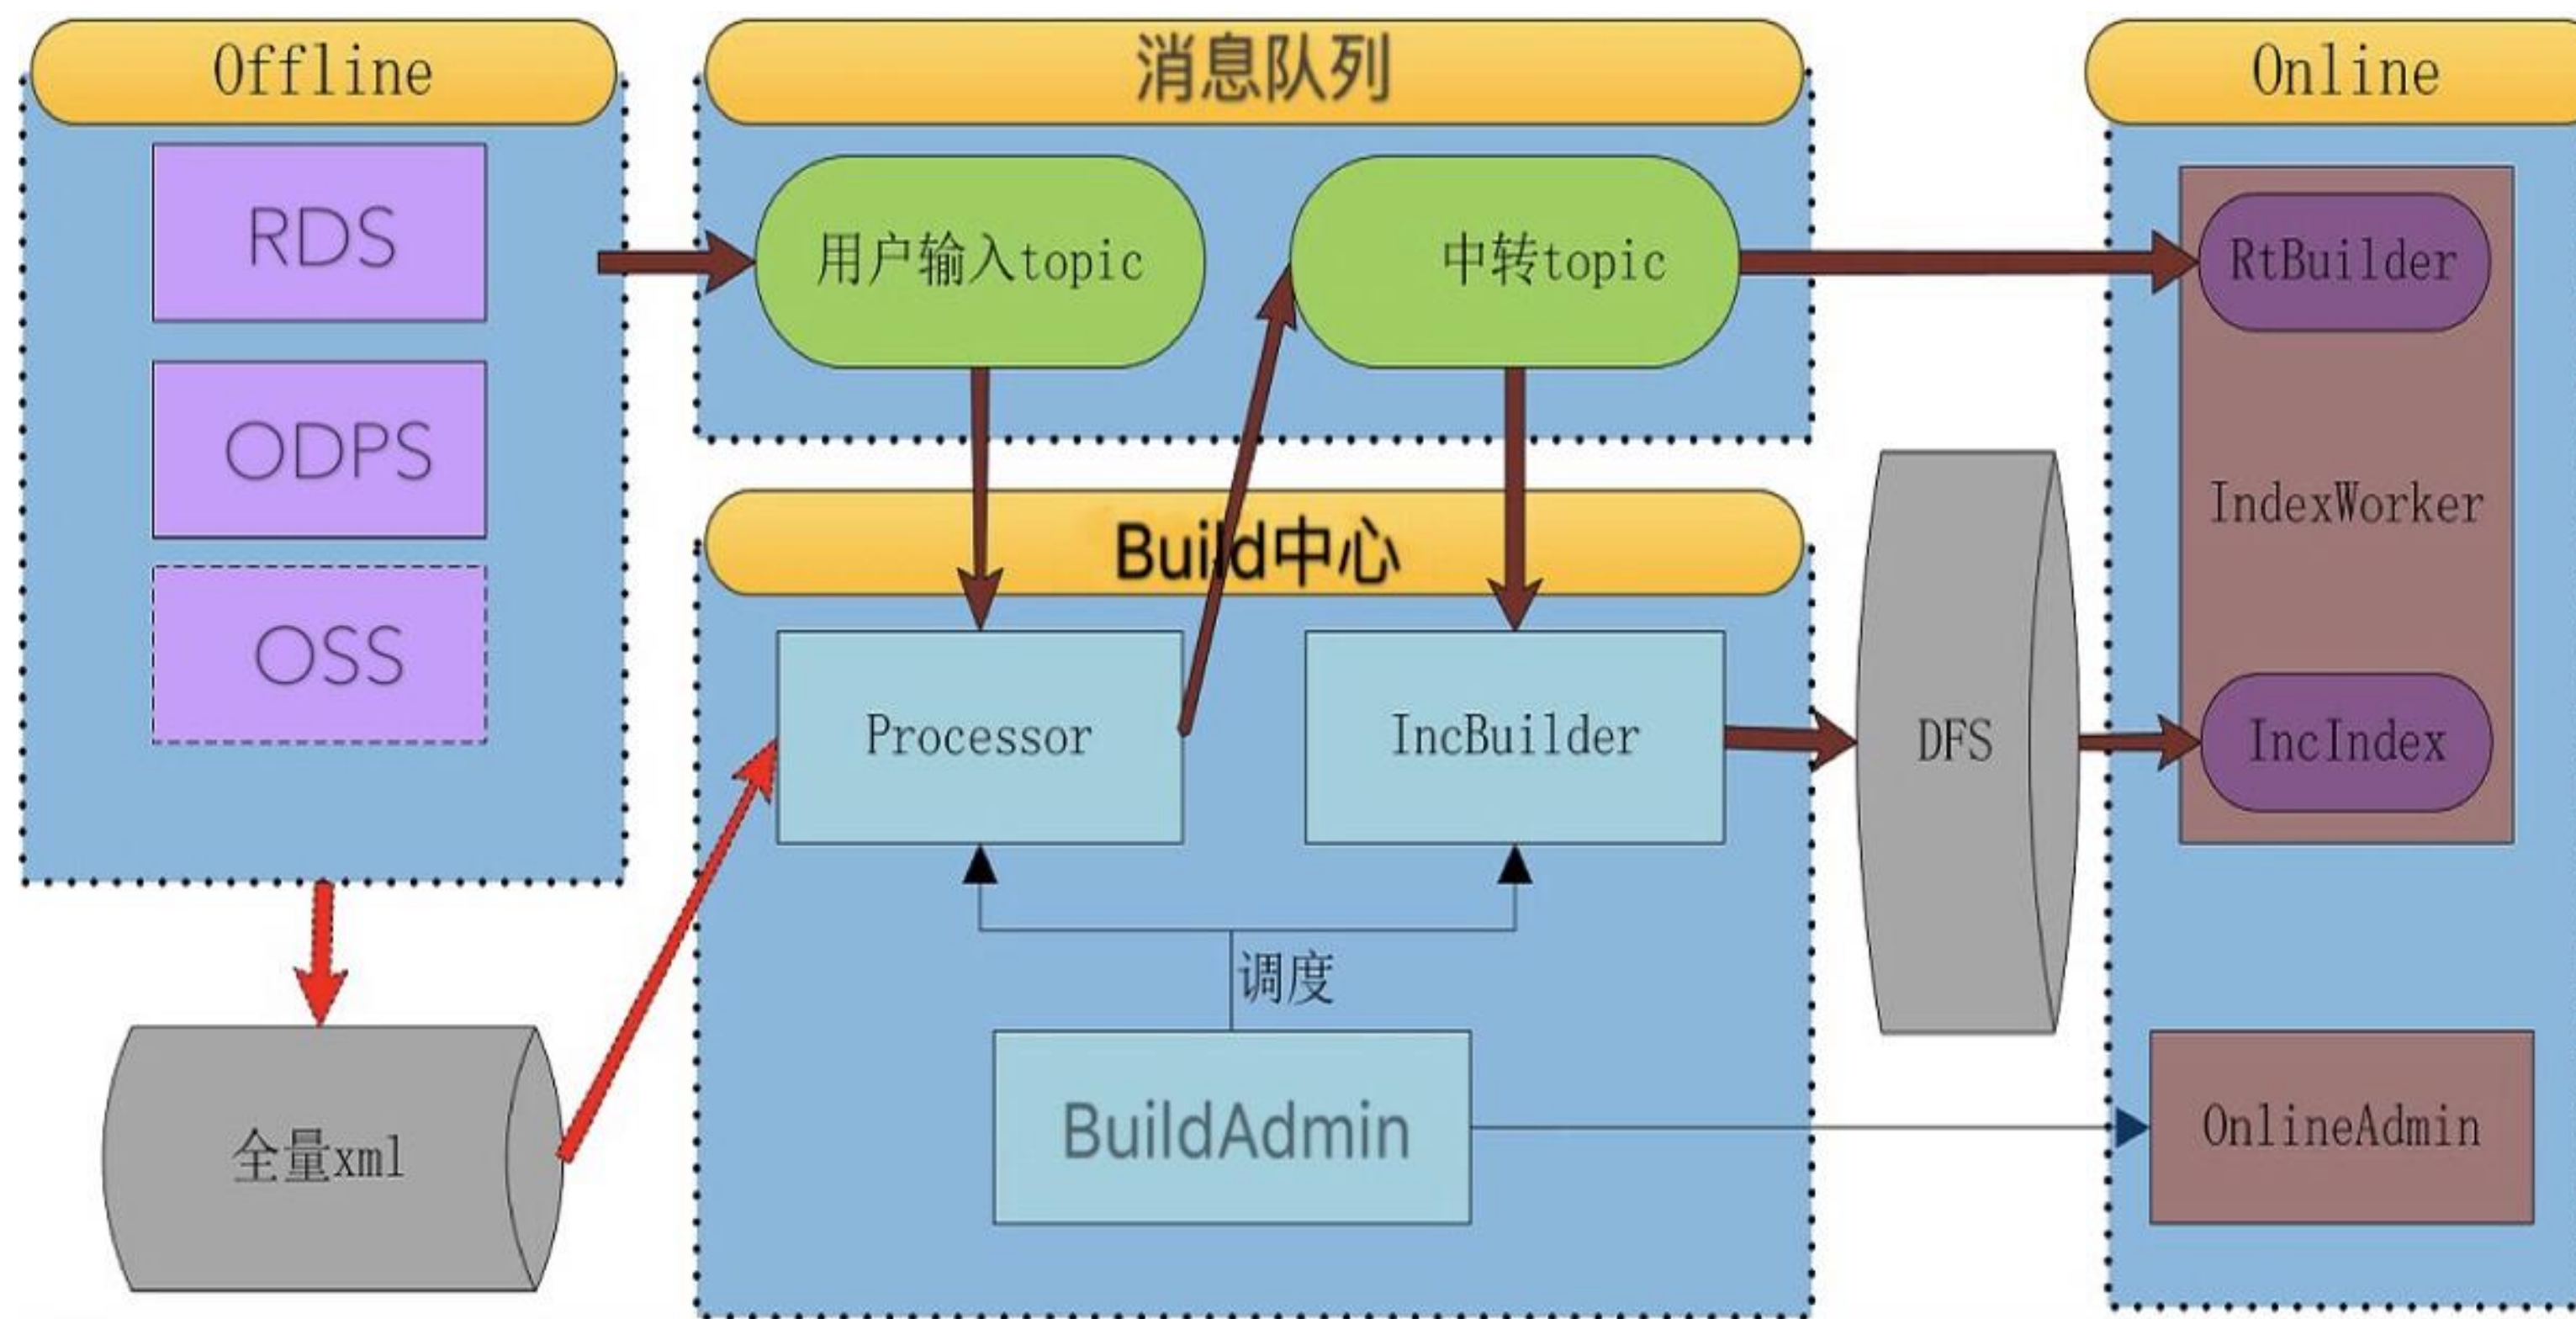 Offline
RDS
ODPS
OSS
全量xml
消息队列
用户输入topic
中转topic
Build中心
Processor
IncBuilder
调度
BuildAdmin
DFS
Online
RtBuilder
IndexWorker
IncIndex
OnlineAdmin